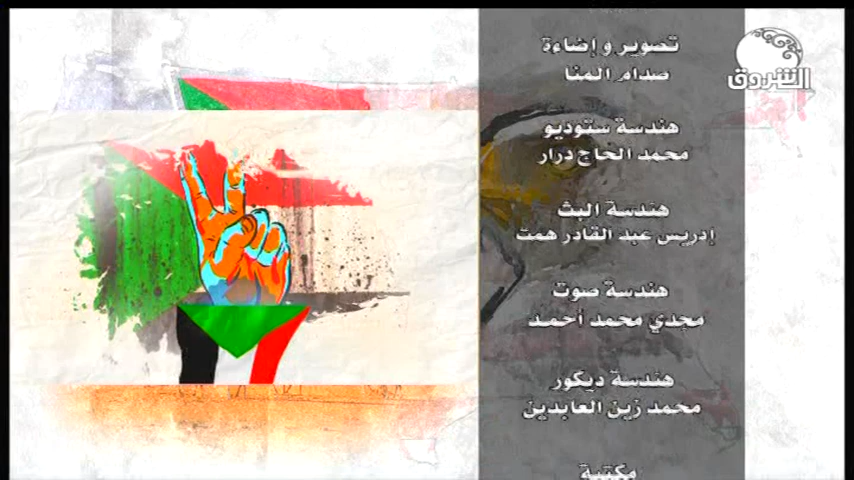 الشروق
تصوير و إضاءة
صدام المنا
هندسة ستوديو
محمد الحاج درار
هندسة البث
إدريس عبد القادر همت
هندسة صوت
مجدي محمد أحمد
هندسة ديكور
محمد زين العابدين
مكتبة